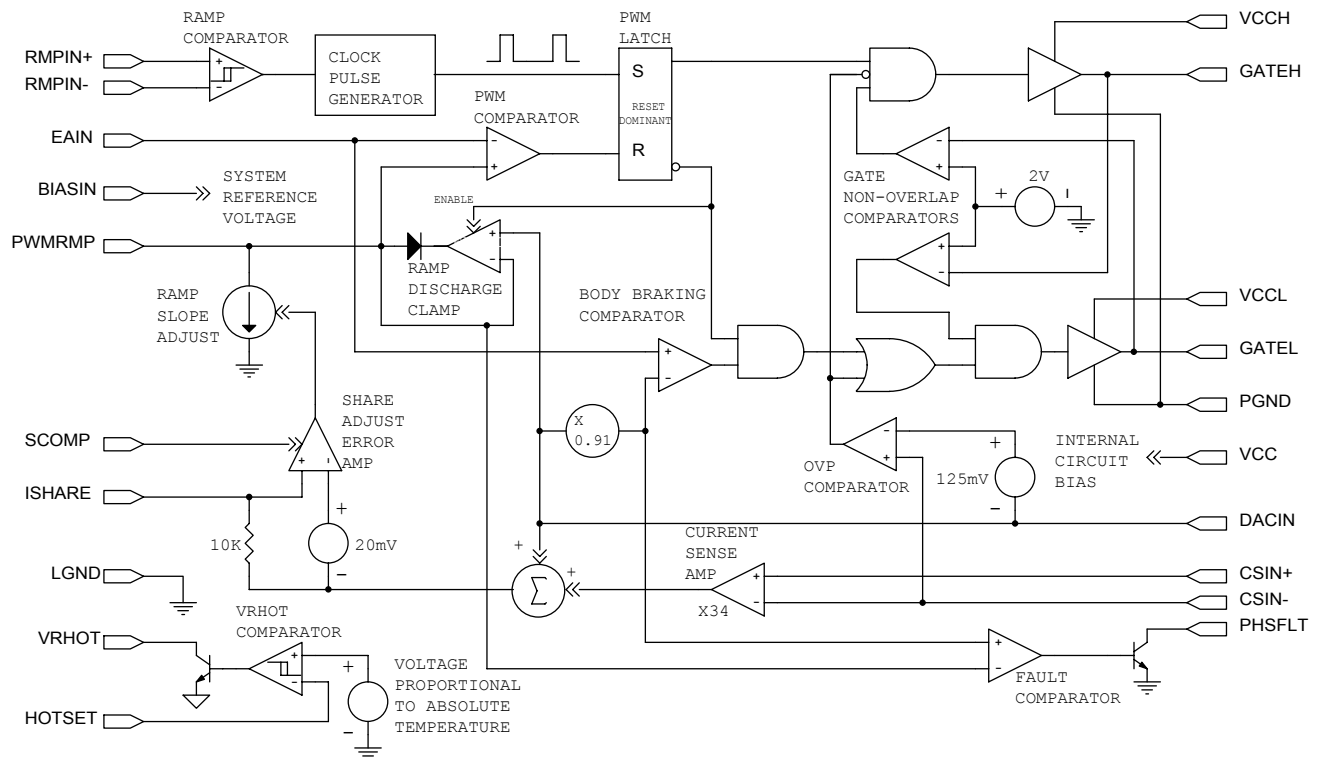 RAMP
COMPARATOR
PWM
LATCH
VCCH
RMPIN+
RMPIN-
+
-
CLOCK
PULSE
GENERATOR
S
RESET
DOMINANT
R
GATEH
PWM
COMPARATOR
EAIN
-
+
-
+
BIASIN
SYSTEM
REFERENCE
VOLTAGE
ENABLE
GATE
NON-OVERLAP
COMPARATORS
2V
+
-
PWMRMP
+
-
+
-
RAMP
DISCHARGE
CLAMP
RAMP
SLOPE
ADJUST
BODY BRAKING
COMPARATOR
VCCL
+
-
GATEL
SHARE
ADJUST
ERROR
AMP
PGND
X
0.91
SCOMP
+
-
OVP
COMPARATOR
-
+
125mV
+
-
INTERNAL
CIRCUIT
BIAS
VCC
ISHARE
10K
+
20mV
-
DACIN
CURRENT
SENSE
AMP
X34
+
+
Σ
+
-
CSIN+
CSIN-
LGND
VRHOT
COMPARATOR
PHSFLT
VRHOT
+
-
+
-
VOLTAGE
PROPORTIONAL
TO ABSOLUTE
TEMPERATURE
+
-
FAULT
COMPARATOR
HOTSET